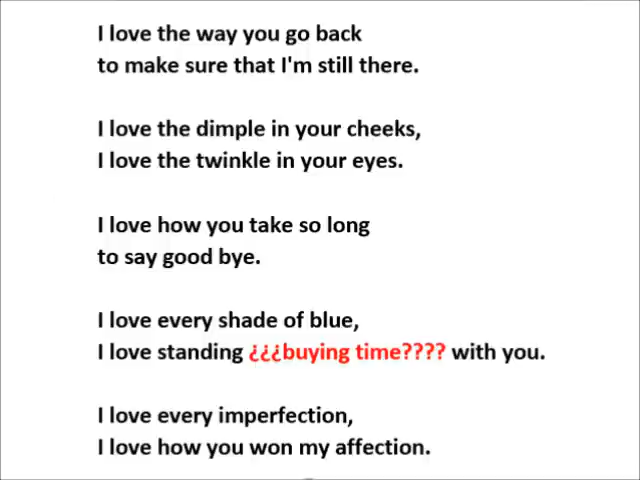 I love the way you go back
to make sure that I'm still there.
I love the dimple in your cheeks,
I love the twinkle in your eyes.
I love how you take so long
to say good bye.
I love every shade of blue,
I love standing ¿¿¿buying time???? with you.
I love every imperfection,
I love how you won my affection.